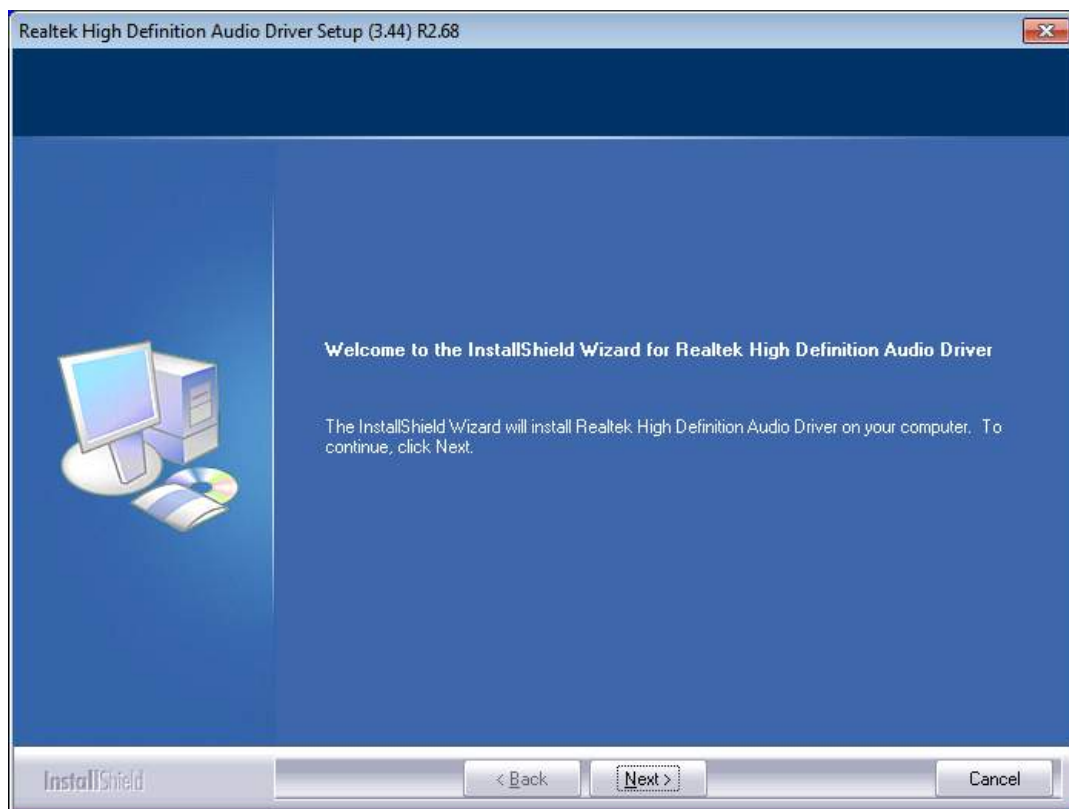 Realtek High Definition Audio Driver Setup (3.44) R2.68
Welcome to the InstallShield Wizard for Realtek High Definition Audio Driver
The InstallShield Wizard will install Realtek High Definition Audio Driver on your computer.  To
continue, click Next.
InstallShield
< Back
Next >
Cancel